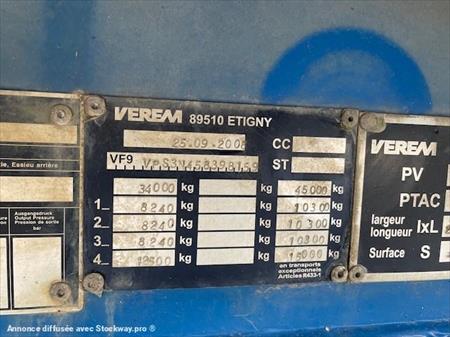 VEREM 89510 ETIGNY
25.09.2008 CC
VF9 ST
34000 kg kg 45000 kg
1 8240 kg kg 10300 kg
2 8240 kg kg 10300 kg
3 8240 kg kg 10300 kg
4 kg kg kg
en transports
exceptionnels
Articles R433-1
Essieu arrière
Ausgangsdruck
Output Pressure
Pression de sortie
bar
VEREM
PV
PTAC
largeur
longueur lxL
Surface S
Annonce diffusée avec Stockway.pro ®